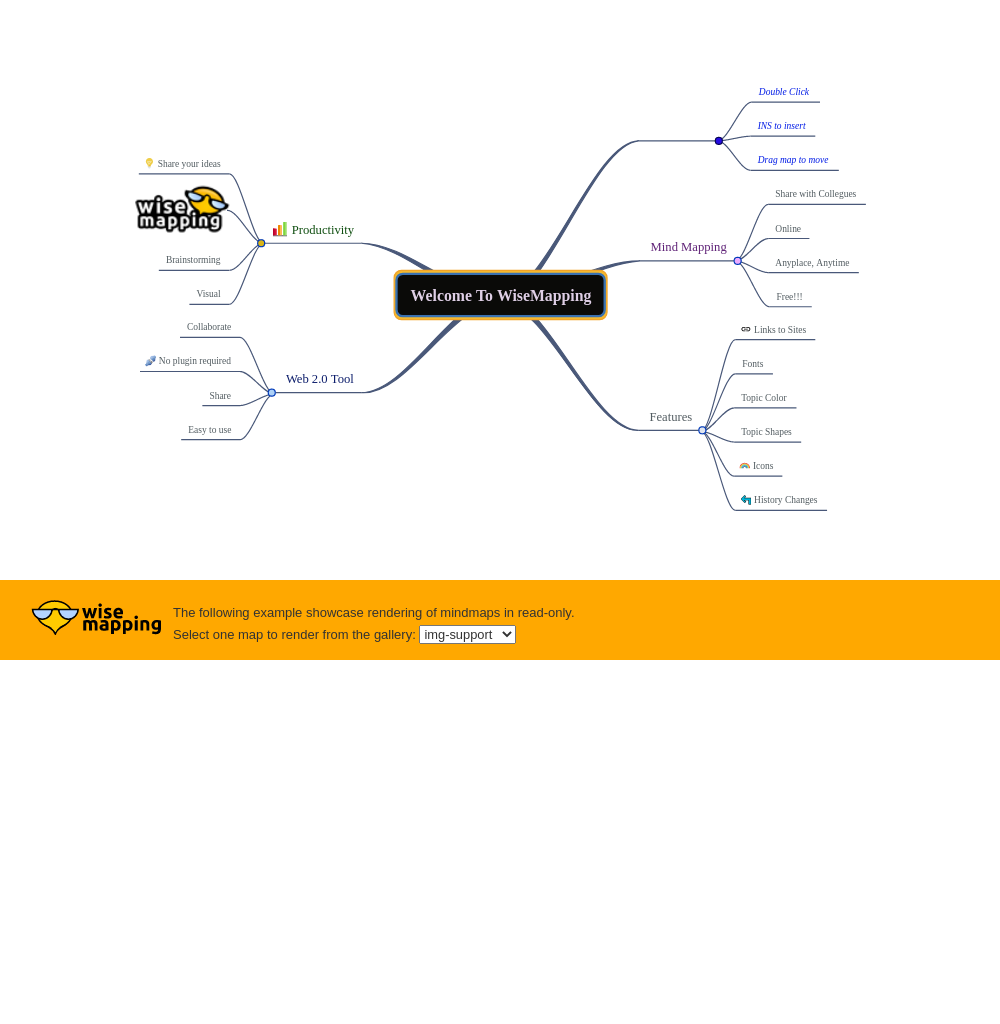 Double Click
INS to insert
Drag map to move
Share your ideas
wise
mapping
Productivity
Brainstorming
Visual
Share with Collegues
Mind Mapping
Online
Anyplace, Anytime
Free!!!
Welcome To WiseMapping
Collaborate
No plugin required
Web 2.0 Tool
Share
Easy to use
Links to Sites
Fonts
Topic Color
Features
Topic Shapes
Icons
History Changes
wise
mapping
The following example showcase rendering of mindmaps in read-only.
Select one map to render from the gallery: img-support